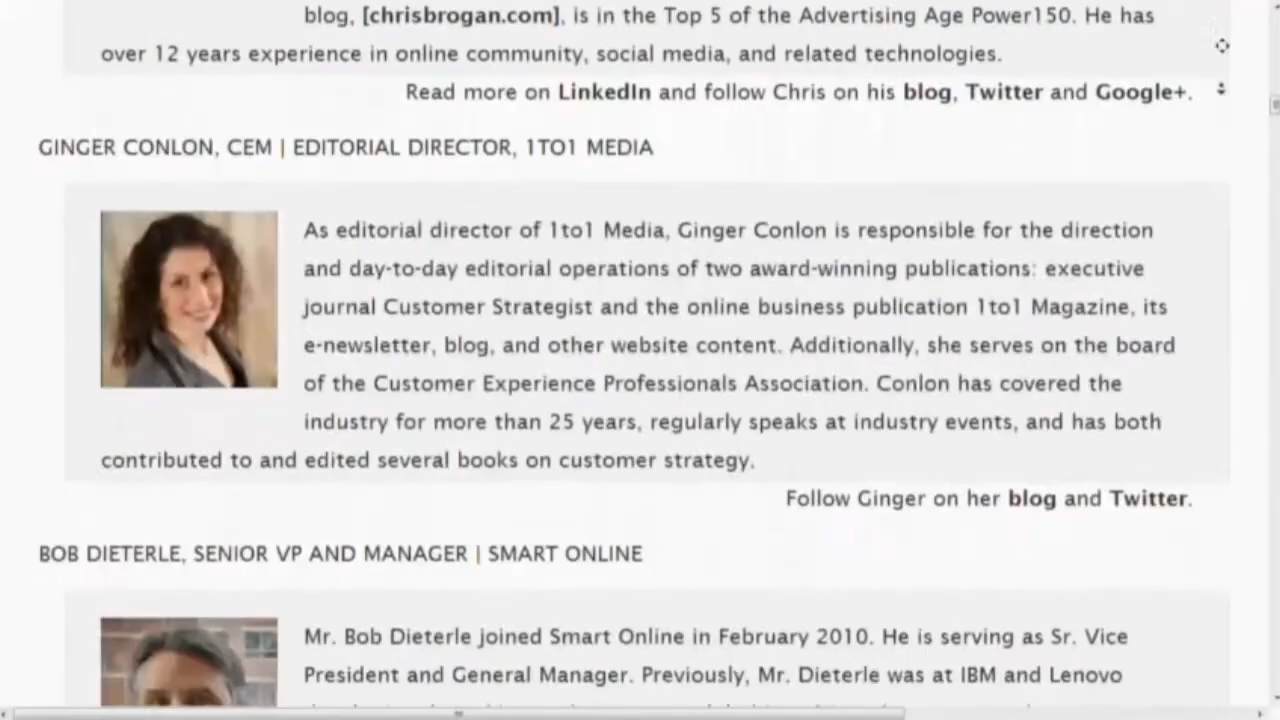 blog, [chrisbrogan.com], is in the Top 5 of the Advertising Age Power150. He has
over 12 years experience in online community, social media, and related technologies.
Read more on LinkedIn and follow Chris on his blog, Twitter and Google+.
GINGER CONLON, CEM | EDITORIAL DIRECTOR, 1TO1 MEDIA
As editorial director of 1to1 Media, Ginger Conlon is responsible for the direction
and day-to-day editorial operations of two award-winning publications: executive
journal Customer Strategist and the online business publication 1to1 Magazine, its
e-newsletter, blog, and other website content. Additionally, she serves on the board
of the Customer Experience Professionals Association. Conlon has covered the
industry for more than 25 years, regularly speaks at industry events, and has both
contributed to and edited several books on customer strategy.
Follow Ginger on her blog and Twitter.
BOB DIETERLE, SENIOR VP AND MANAGER | SMART ONLINE
Mr. Bob Dieterle joined Smart Online in February 2010. He is serving as Sr. Vice
President and General Manager. Previously, Mr. Dieterle was at IBM and Lenovo